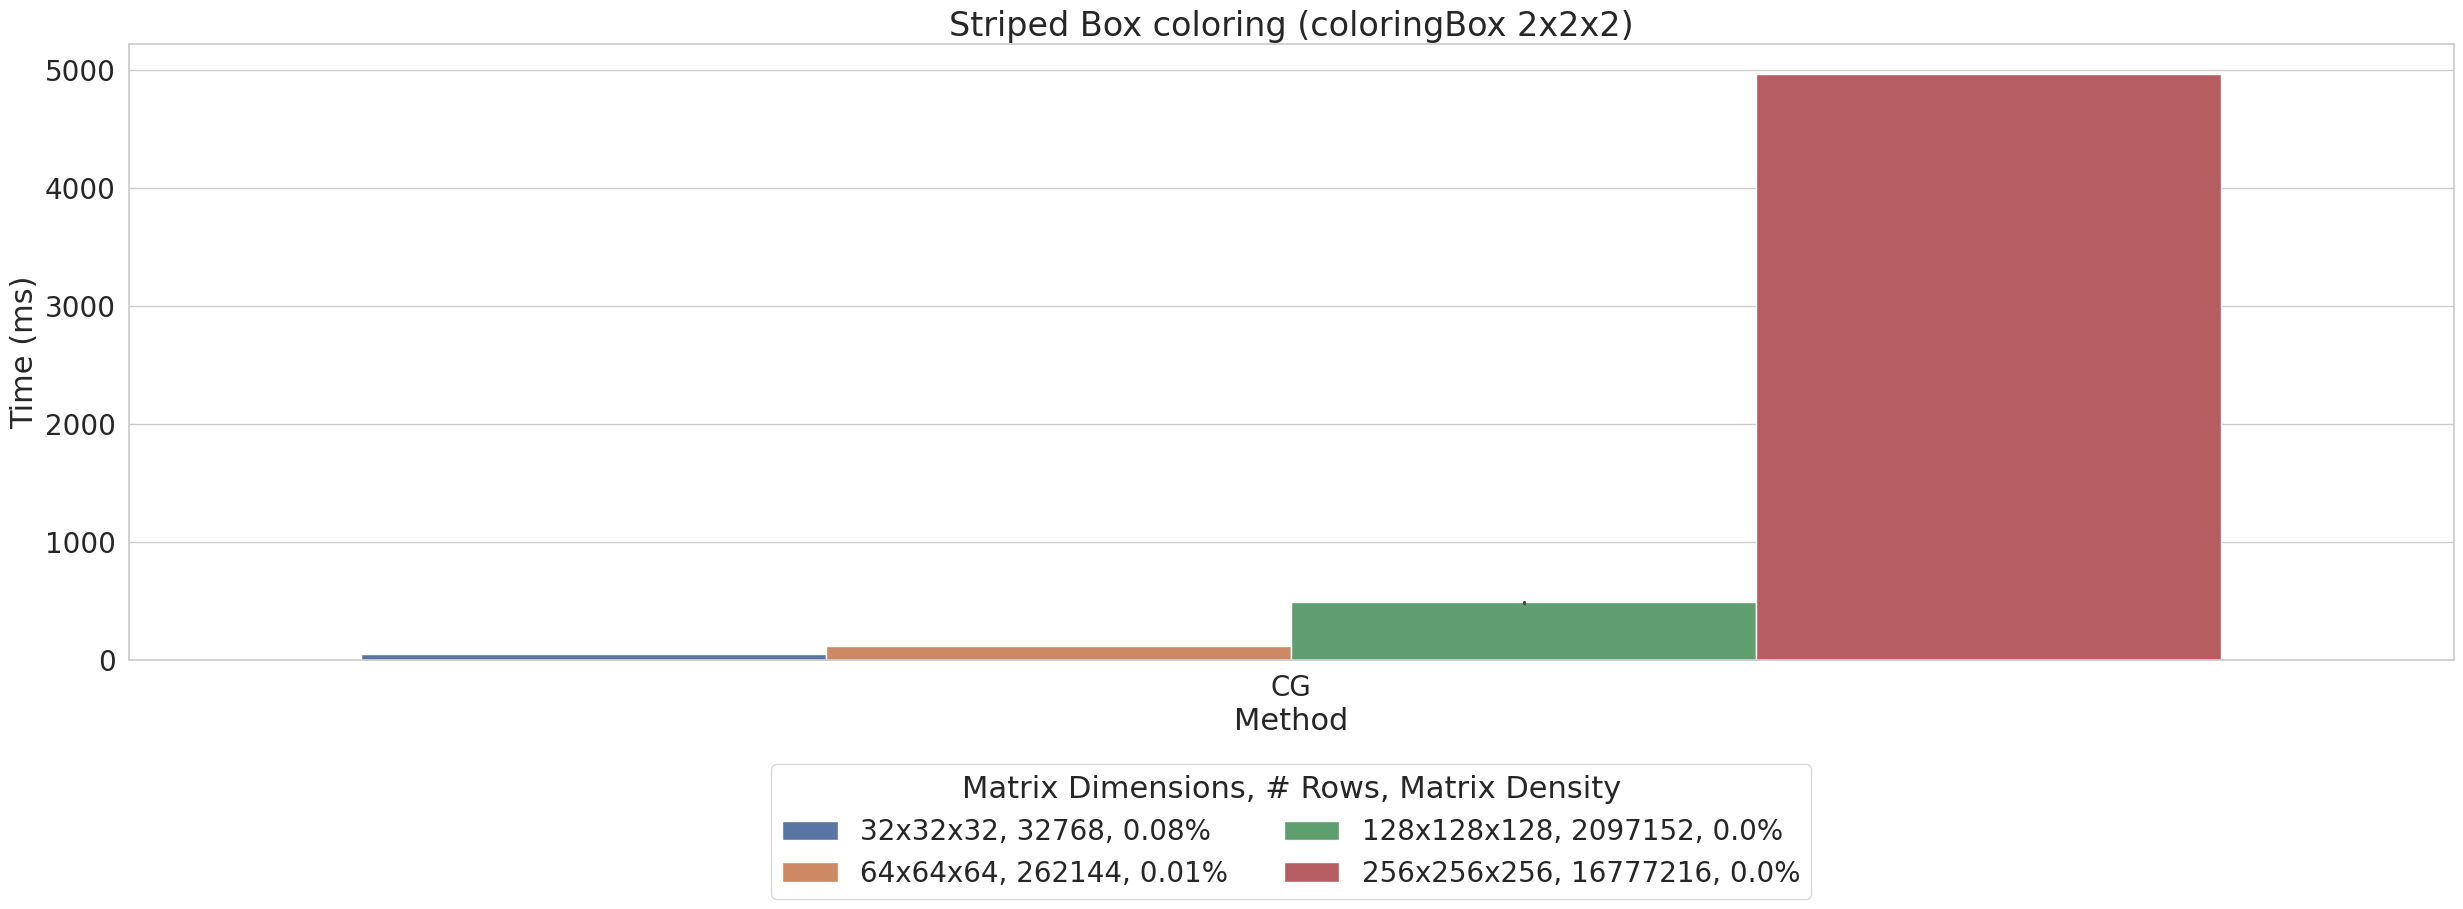 Striped Box coloring (coloringBox 2x2x2)
Time (ms)
5000
4000
3000
2000
1000
0
CG
Method
Matrix Dimensions, # Rows, Matrix Density
32x32x32, 32768, 0.08%
64x64x64, 262144, 0.01%
128x128x128, 2097152, 0.0%
256x256x256, 16777216, 0.0%